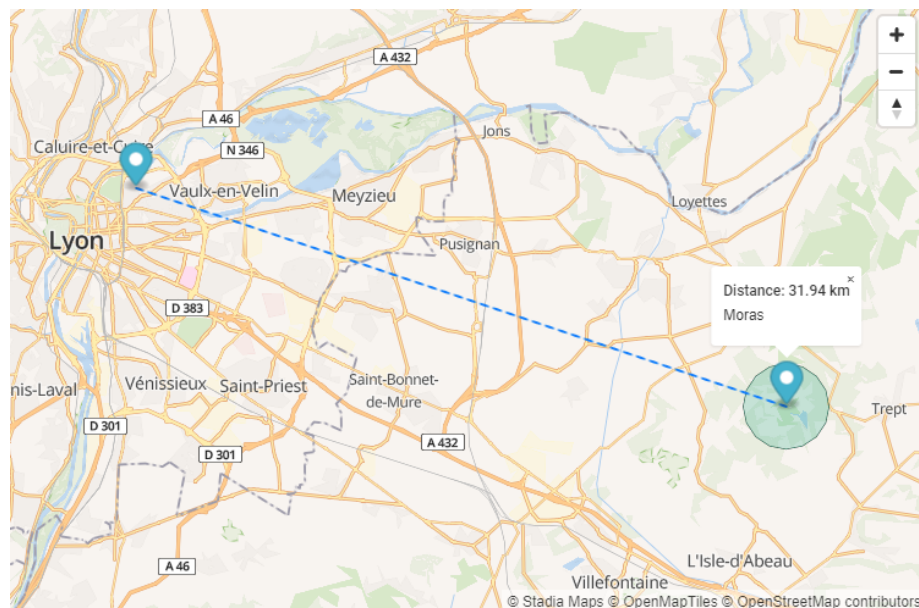 A 432
+
−
A 46
Jons
Caluire-et-Cuire
N 346
Vaulx-en-Velin
Meyzieu
Loyettes
Lyon
Pusignan
Distance: 31.94 km
×
Moras
D 383
nis-Laval
Vénissieux
Saint-Priest
Saint-Bonnet-
de-Mure
Trept
D 301
A 432
D 301
A 46
L'Isle-d'Abeau
Villefontaine
© Stadia Maps © OpenMapTiles © OpenStreetMap contributors